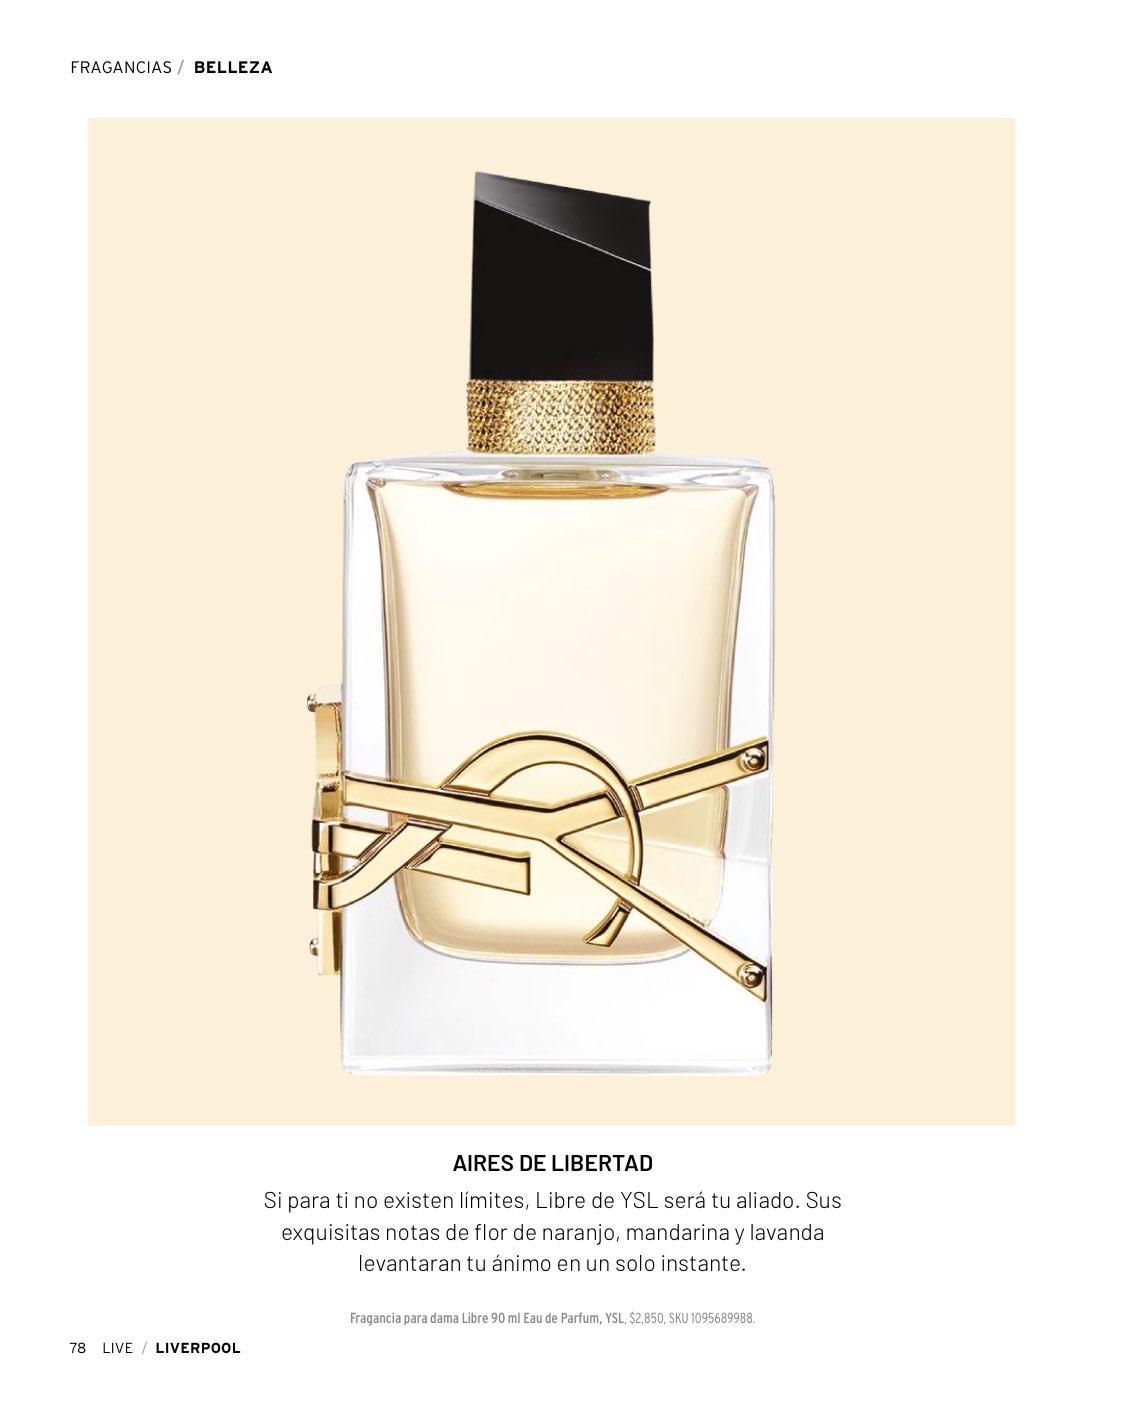 FRAGANCIAS / BELLEZA
AIRES DE LIBERTAD
Si para ti no existen límites, Libre de YSL será tu aliado. Sus
exquisitas notas de flor de naranjo, mandarina y lavanda
levantaran tu ánimo en un solo instante.
Fragancia para dama Libre 90 ml Eau de Parfum, YSL, $2,850, SKU 1095689988.
78 LIVE / LIVERPOOL